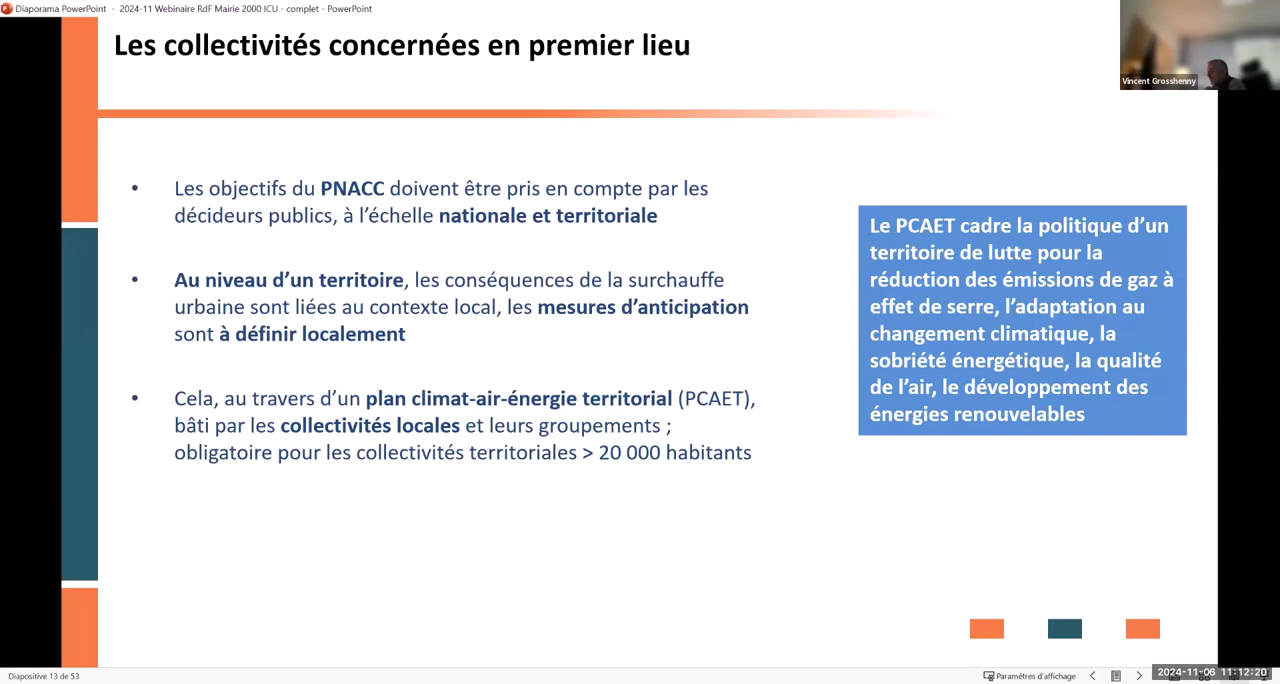 Diaporama PowerPoint - 2024-11 Webinaire RdF Mairie 2000 ICU - complet - PowerPoint
Les collectivités concernées en premier lieu
Vincent Grosshenny
• Les objectifs du PNACC doivent être pris en compte par les
décideurs publics, à l’échelle nationale et territoriale
• Au niveau d’un territoire, les conséquences de la surchauffe
urbaine sont liées au contexte local, les mesures d’anticipation
sont à définir localement
• Cela, au travers d’un plan climat-air-énergie territorial (PCAET),
bâti par les collectivités locales et leurs groupements ;
obligatoire pour les collectivités territoriales > 20 000 habitants
Le PCAET cadre la politique d’un
territoire de lutte pour la
réduction des émissions de gaz à
effet de serre, l’adaptation au
changement climatique, la
sobriété énergétique, la qualité
de l’air, le développement des
énergies renouvelables
Diapositive 13 de 53
Paramètres d'affichage
2024-11-06 11:12:20